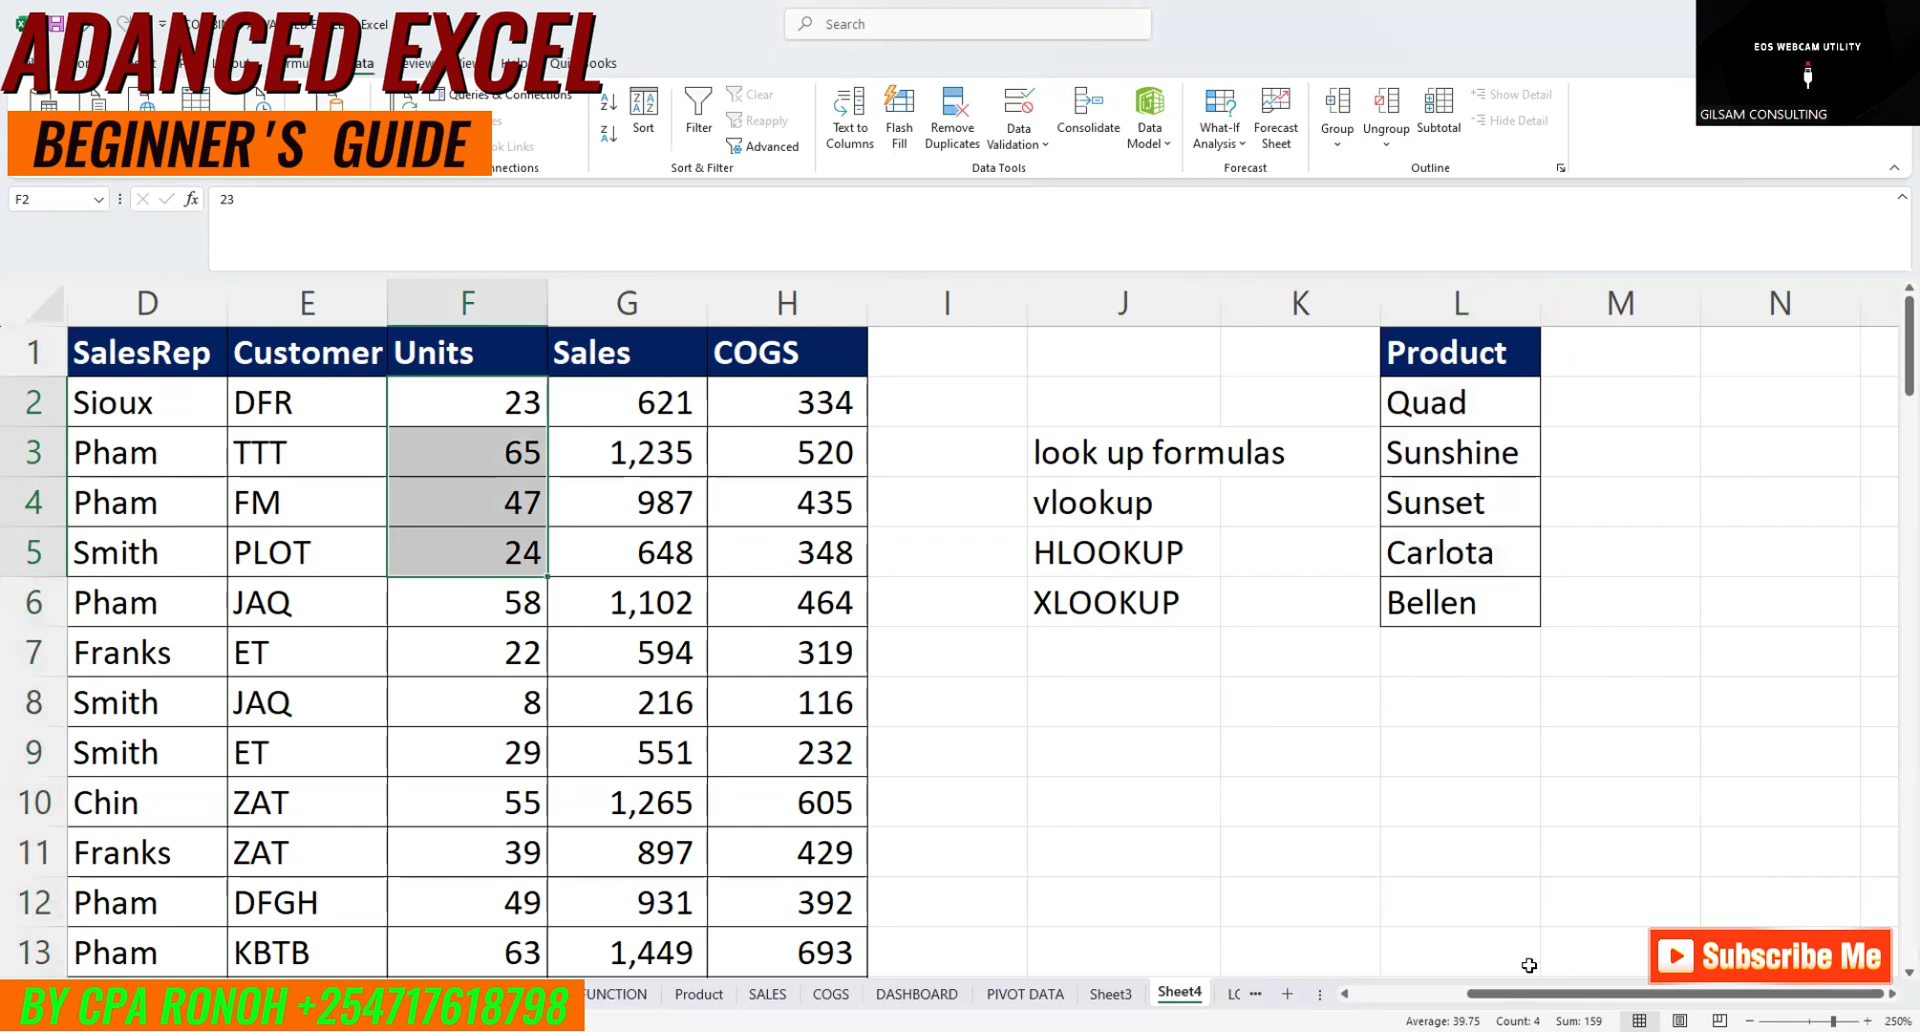 ADANCED EXCEL
BEGINNER'S GUIDE
Excel
Search
EOS WEBCAM UTILITY
GILSAM CONSULTING
Queries & Connections
Sort
Filter
Clear
Reapply
Advanced
Sort & Filter
Text to Columns
Flash Fill
Remove Duplicates
Data Validation
Consolidate
Data Model
Data Tools
What-If Analysis
Forecast Sheet
Forecast
Group
Ungroup
Subtotal
Show Detail
Hide Detail
Outline
F2
fx
23
D E F G H I J K L M N
1 SalesRep Customer Units Sales COGS Product
2 Sioux DFR 23 621 334 Quad
3 Pham TTT 65 1,235 520 look up formulas Sunshine
4 Pham FM 47 987 435 vlookup Sunset
5 Smith PLOT 24 648 348 HLOOKUP Carlota
6 Pham JAQ 58 1,102 464 XLOOKUP Bellen
7 Franks ET 22 594 319
8 Smith JAQ 8 216 116
9 Smith ET 29 551 232
10 Chin ZAT 55 1,265 605
11 Franks ZAT 39 897 429
12 Pham DFGH 49 931 392
13 Pham KBTB 63 1,449 693
Subscribe Me
BY CPA RONOH +254717618798
FUNCTION Product SALES COGS DASHBOARD PIVOT DATA Sheet3 Sheet4
Average: 39.75 Count: 4 Sum: 159 250%